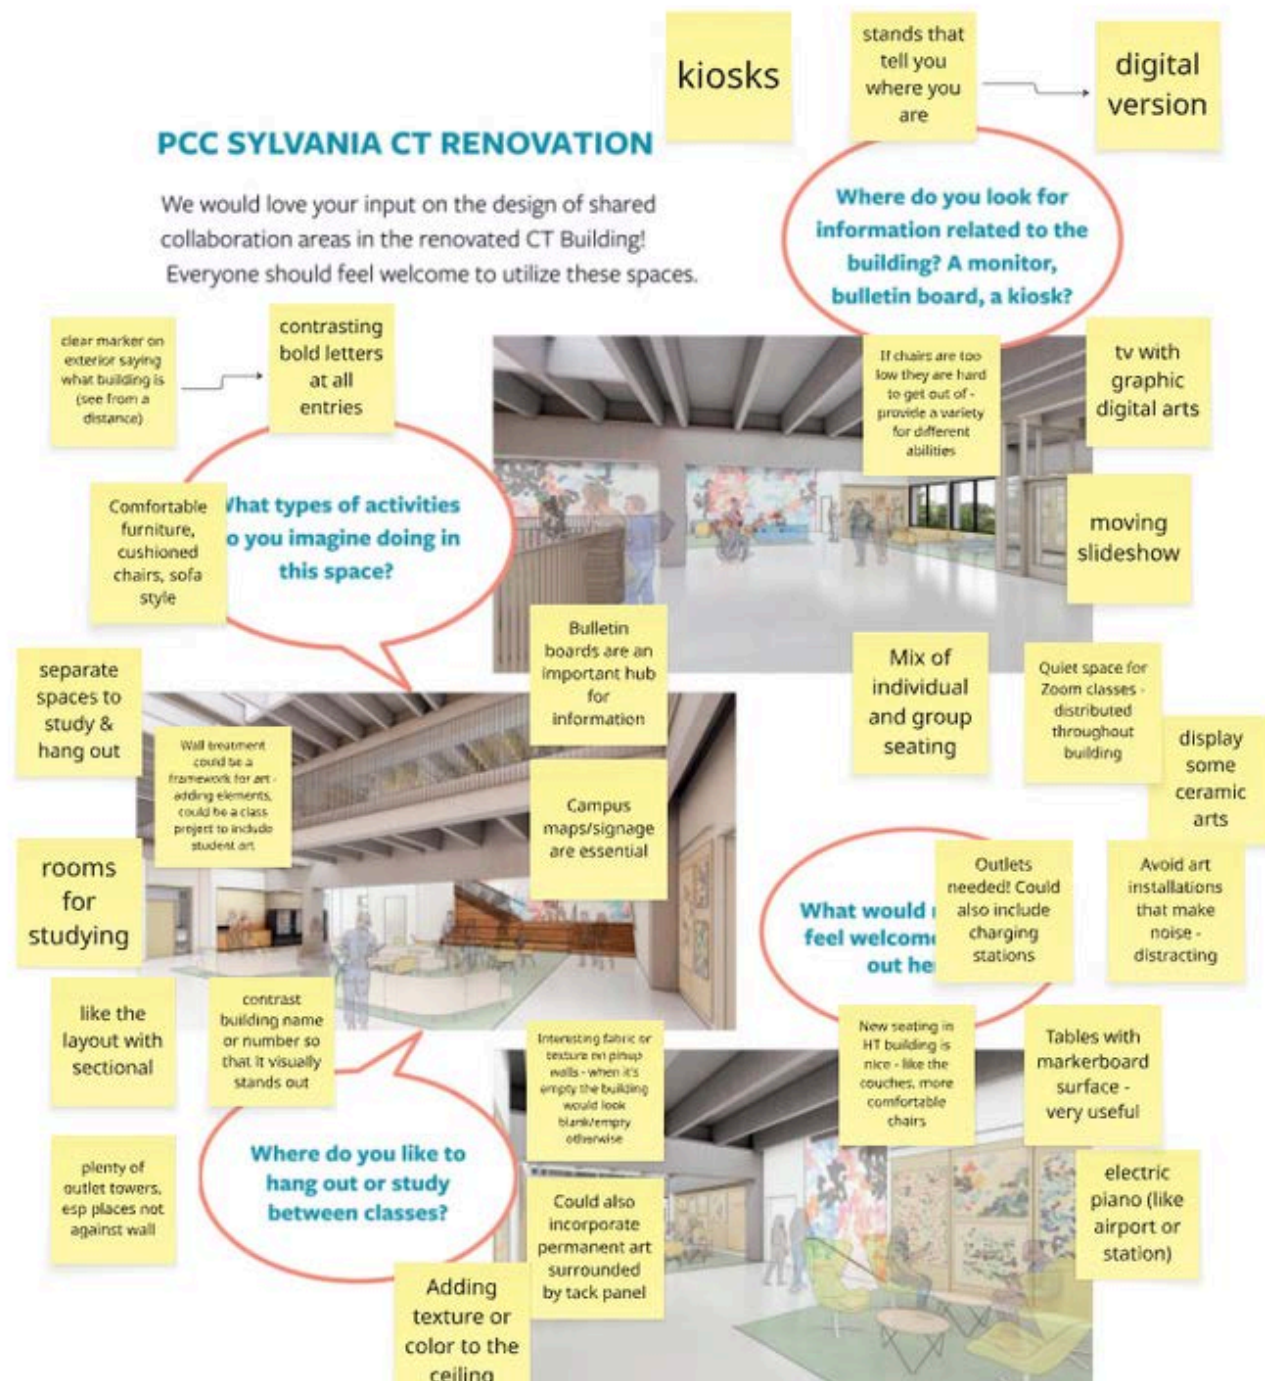 kiosks
stands that
tell you
where you
are
digital
version
PCC SYLVANIA CT RENOVATION
We would love your input on the design of shared
collaboration areas in the renovated CT Building!
Everyone should feel welcome to utilize these spaces.
Where do you look for
information related to the
building? A monitor,
bulletin board, a kiosk?
clear marker on
exterior saying
what building is
(see from a
distance)
contrasting
bold letters
at all
entries
If chairs are too
low they are hard
to get out of -
provide a variety
for different
abilities
tv with
graphic
digital arts
Comfortable
furniture,
cushioned
chairs, sofa
style
hat types of activities
o you imagine doing in
this space?
moving
slideshow
Bulletin
boards are an
important hub
for
information
Mix of
individual
and group
seating
Quiet space for
Zoom classes -
distributed
throughout
building
display
some
ceramic
arts
separate
spaces to
study &
hang out
Wall treatment
could be a
framework for art -
adding elements,
could be a class
project to include
student art
Campus
maps/signage
are essential
rooms
for
studying
What would
feel welcome
out he
Outlets
needed! Could
also include
charging
stations
Avoid art
installations
that make
noise -
distracting
like the
layout with
sectional
contrast
building name
or number so
that it visually
stands out
Interesting fabric or
texture on pinup
walls - when it's
empty the building
would look
blank/empty
otherwise
New seating in
HT building is
nice - like the
couches, more
comfortable
chairs
Tables with
markerboard
surface -
very useful
Where do you like to
hang out or study
between classes?
plenty of
outlet towers,
esp places not
against wall
Could also
incorporate
permanent art
surrounded
by tack panel
electric
piano (like
airport or
station)
Adding
texture or
color to the
ceiling